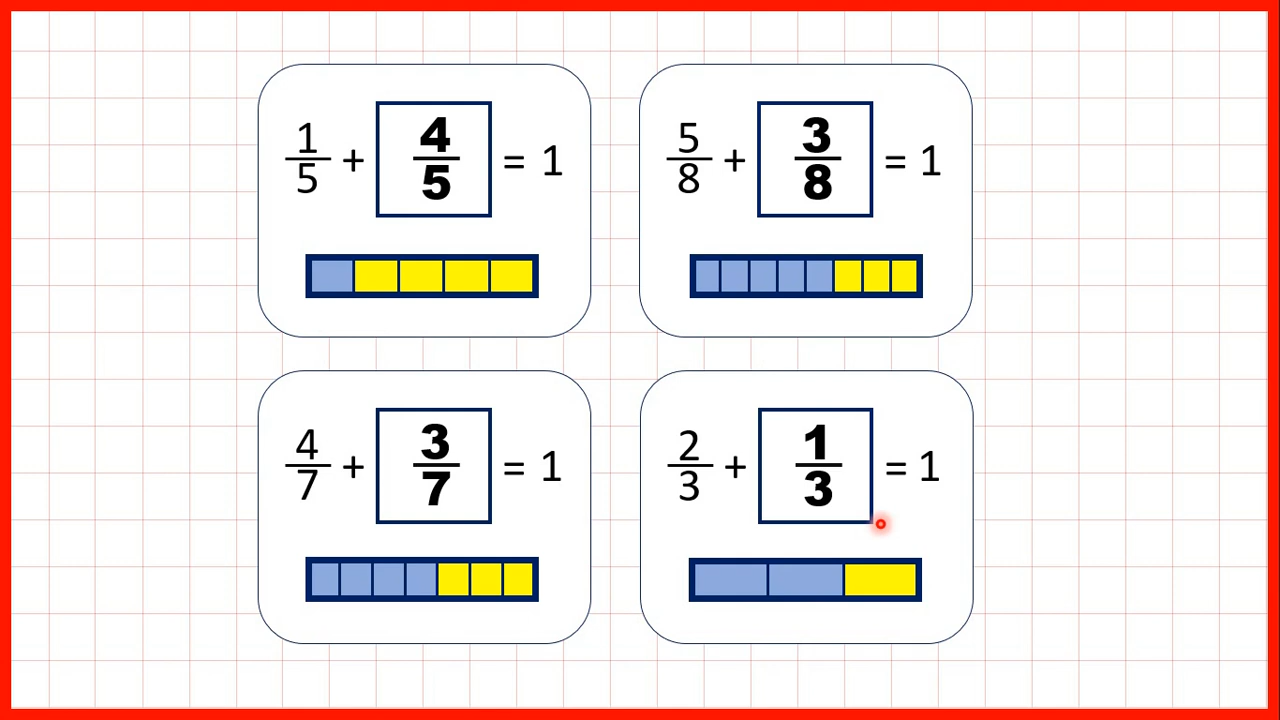 1/5 + 4/5 = 1
5/8 + 3/8 = 1
4/7 + 3/7 = 1
2/3 + 1/3 = 1